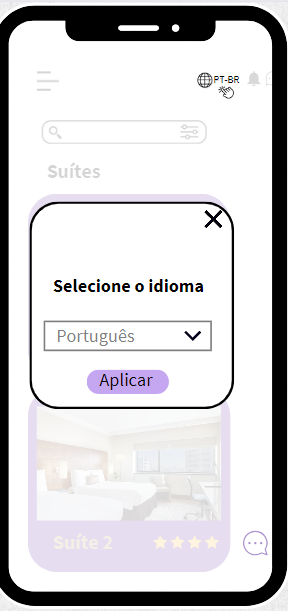 PT-BR
Suítes
Selecione o idioma
Português
Aplicar
Suíte 2